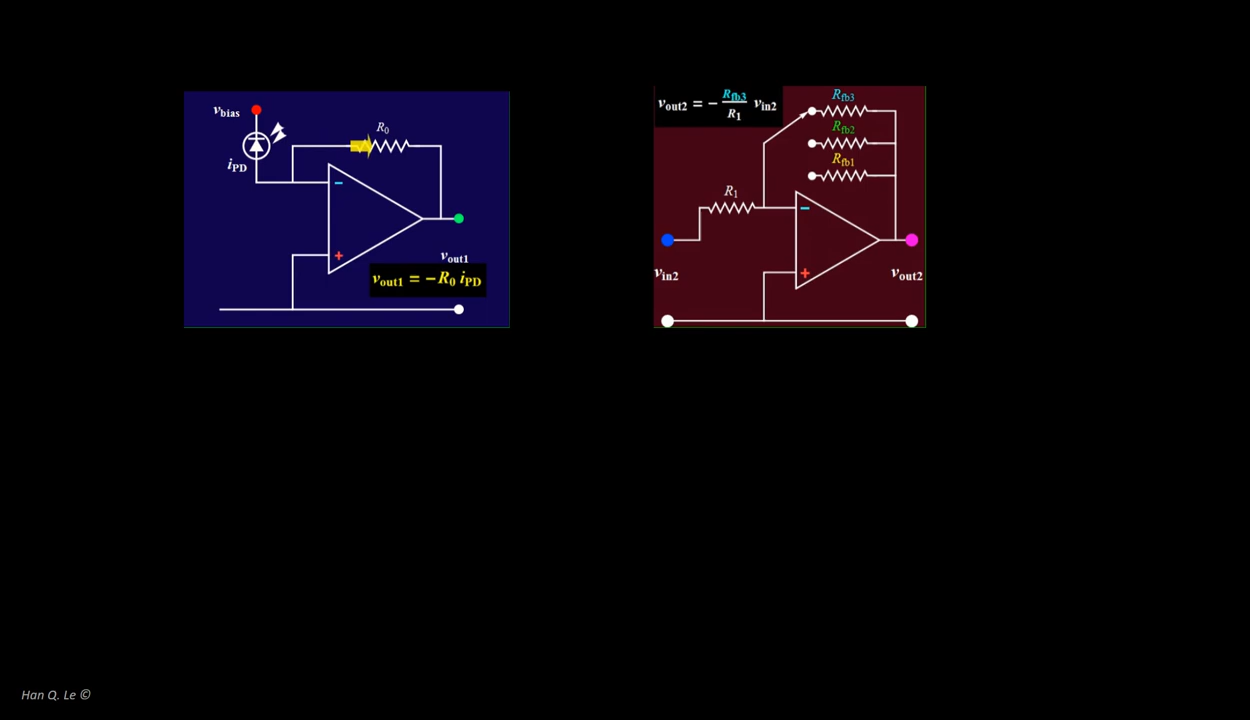 vbias
iPD
R0
−
+
vout1
vout1 = −R0 iPD
vout2 = − Rfb3/R1 vin2
Rfb3
Rfb2
Rfb1
R1
−
+
vin2
vout2
Han Q. Le ©